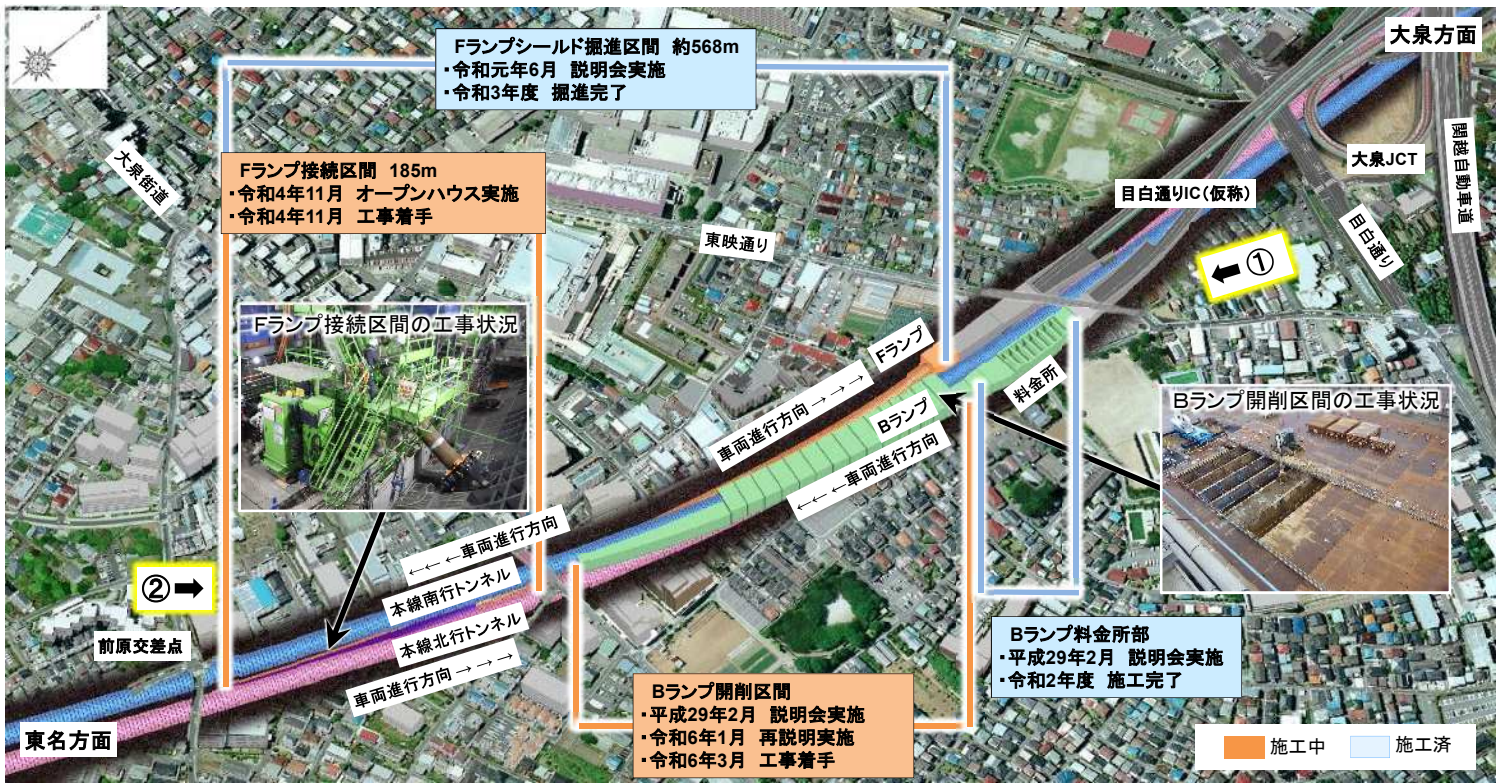 Fランプシールド掘進区間 約568m
・令和元年6月 説明会実施
・令和3年度 掘進完了
大泉方面
Fランプ接続区間 185m
・令和4年11月 オープンハウス実施
・令和4年11月 工事着手
大泉街道
関越自動車道
大泉JCT
目白通りIC(仮称)
目白通り
東映通り
← ①
Fランプ接続区間の工事状況
車両進行方向 → → →
Fランプ
Bランプ
← ← ← 車両進行方向
料金所
Bランプ開削区間の工事状況
← ← ← 車両進行方向
本線南行トンネル
本線北行トンネル
車両進行方向 → → →
② ➡
前原交差点
東名方面
Bランプ開削区間
・平成29年2月 説明会実施
・令和6年1月 再説明実施
・令和6年3月 工事着手
Bランプ料金所部
・平成29年2月 説明会実施
・令和2年度 施工完了
施工中
施工済